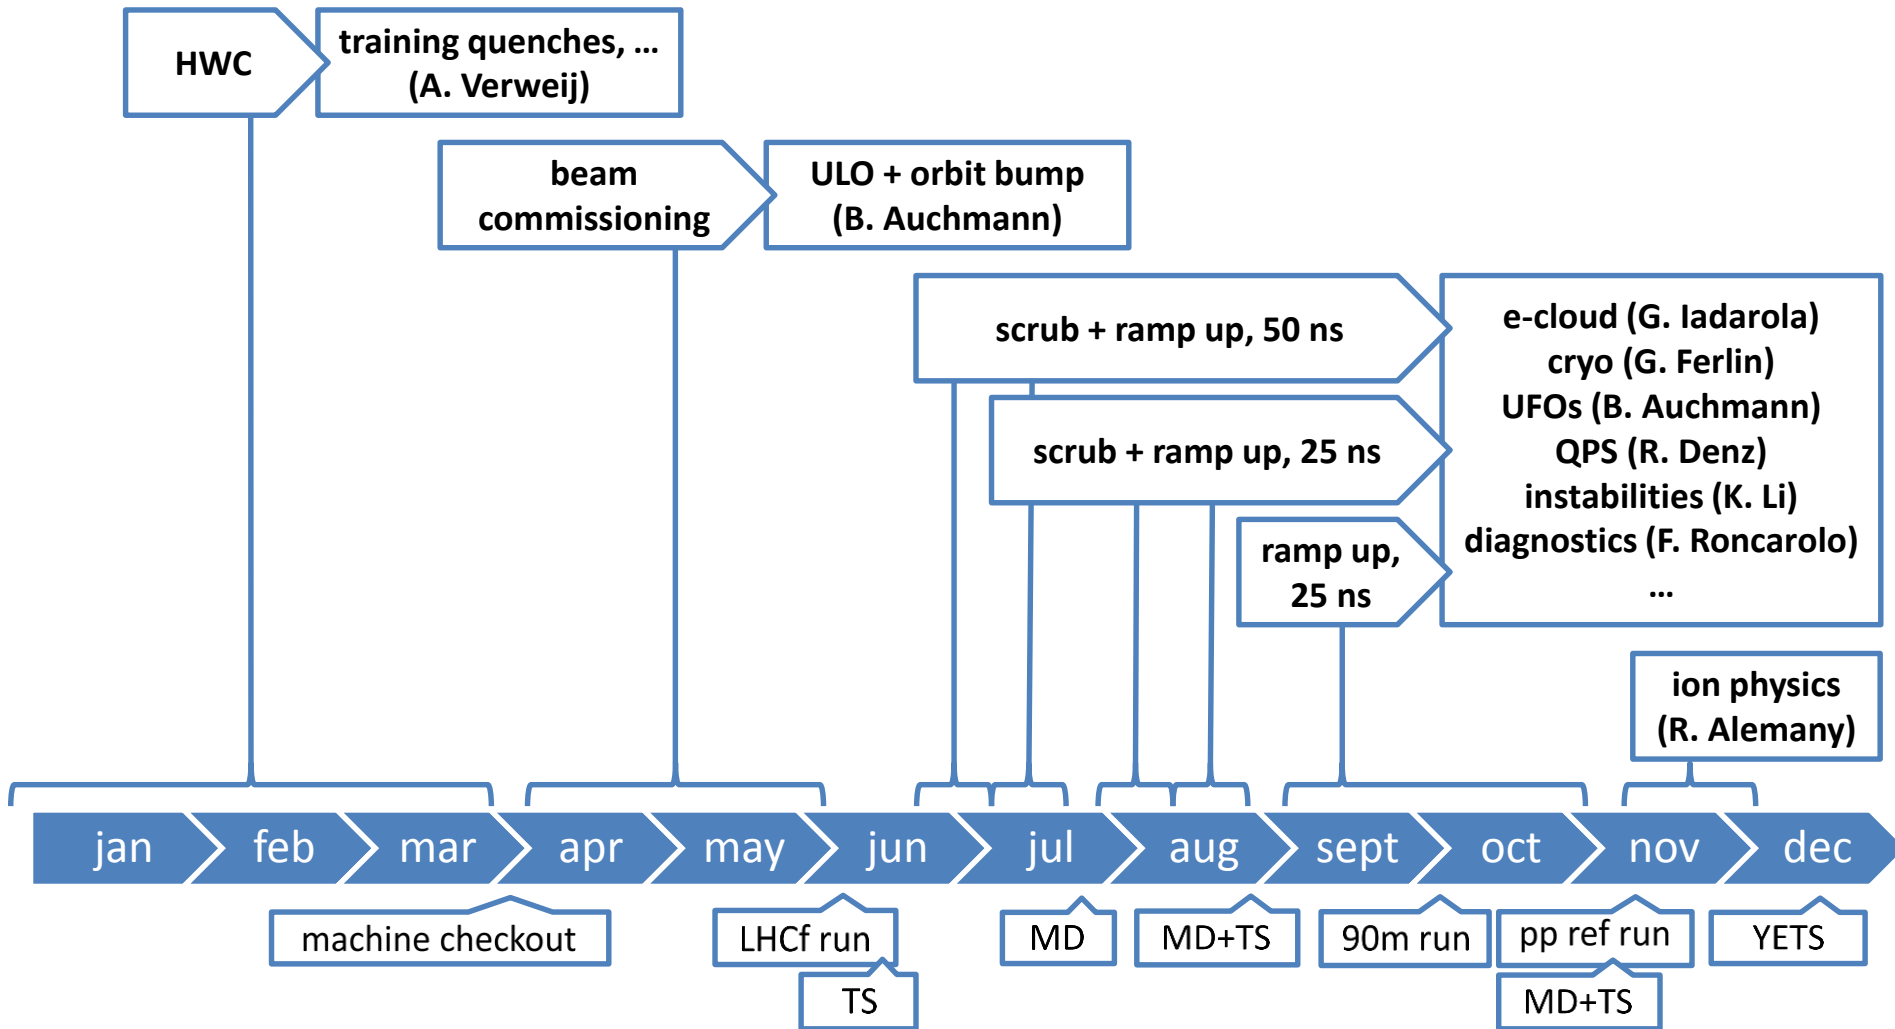 HWC
training quenches, ...
(A. Verweij)
beam
commissioning
ULO + orbit bump
(B. Auchmann)
scrub + ramp up, 50 ns
scrub + ramp up, 25 ns
ramp up,
25 ns
e-cloud (G. Iadarola)
cryo (G. Ferlin)
UFOs (B. Auchmann)
QPS (R. Denz)
instabilities (K. Li)
diagnostics (F. Roncarolo)
...
ion physics
(R. Alemany)
jan feb mar apr may jun jul aug sept oct nov dec
machine checkout
LHCf run
TS
MD
MD+TS
90m run
pp ref run
MD+TS
YETS